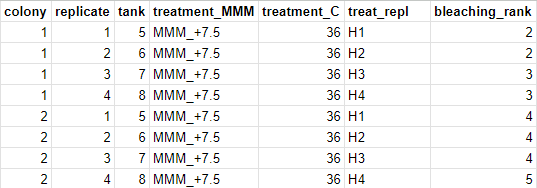 colony replicate tank treatment_MMM treatment_C treat_repl bleaching_rank
1 1 5 MMM_+7.5 36 H1 2
1 2 6 MMM_+7.5 36 H2 2
1 3 7 MMM_+7.5 36 H3 3
1 4 8 MMM_+7.5 36 H4 3
2 1 5 MMM_+7.5 36 H1 4
2 2 6 MMM_+7.5 36 H2 4
2 3 7 MMM_+7.5 36 H3 4
2 4 8 MMM_+7.5 36 H4 5